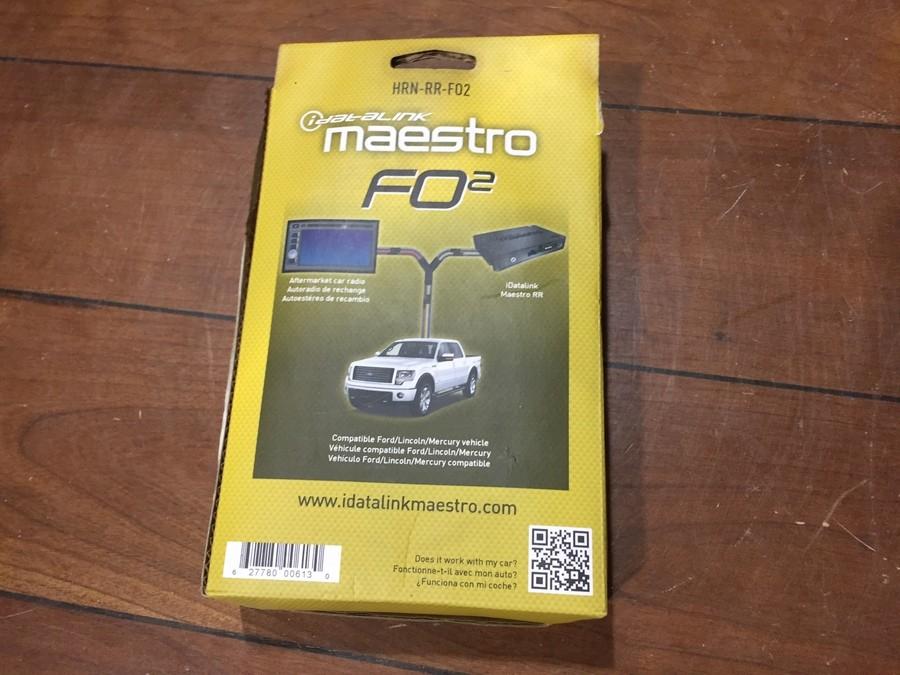 HRN-RR-FO2
idataLink
maestro
FO²
Aftermarket car radio
Autoradio de rechange
Autoestéreo de recambio
iDatalink
Maestro RR
Compatible Ford/Lincoln/Mercury vehicle
Véhicule compatible Ford/Lincoln/Mercury
Vehículo Ford/Lincoln/Mercury compatible
www.idatalinkmaestro.com
Does it work with my car?
Fonctionne-t-il avec mon auto?
¿Funciona con mi coche?
6 27780 00613 0